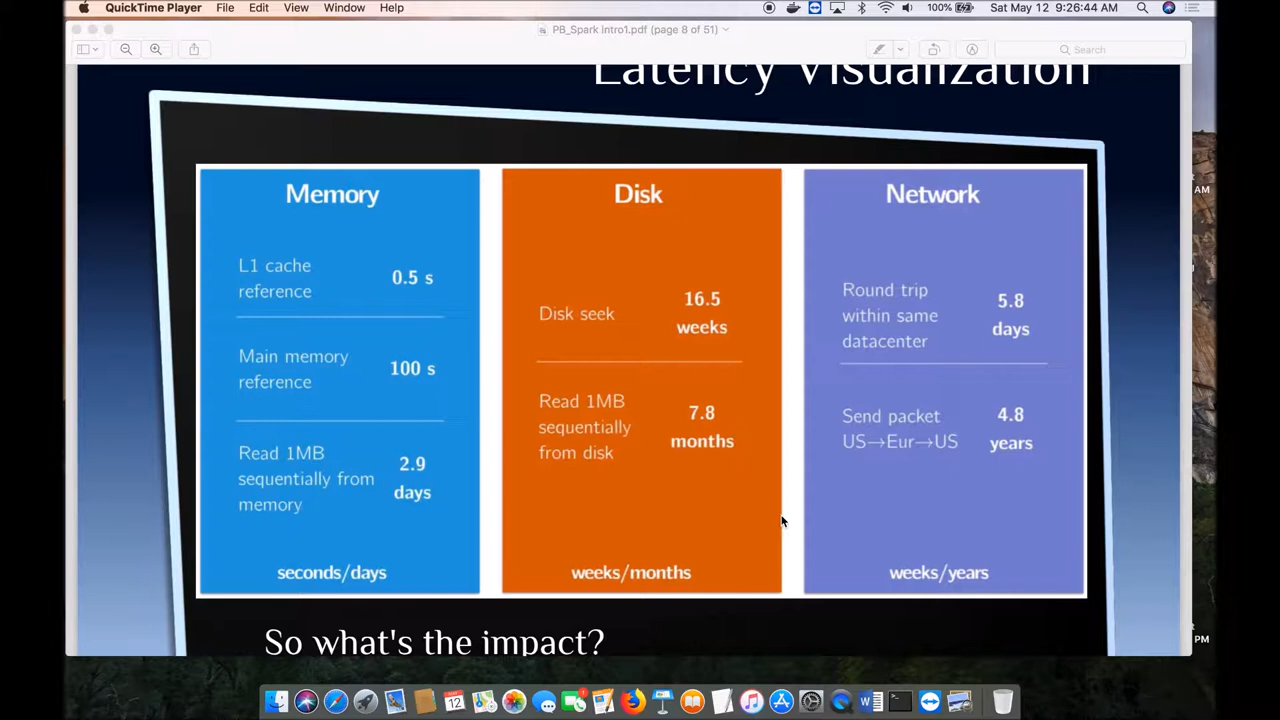 QuickTime Player File Edit View Window Help 100% Sat May 12 9:26:44 AM
PB_Spark Intro1.pdf (page 8 of 51)
Search
Latency Visualization
Memory
L1 cache
reference
0.5 s
Main memory
reference
100 s
Read 1MB
sequentially from
memory
2.9
days
seconds/days
Disk
Disk seek
16.5
weeks
Read 1MB
sequentially
from disk
7.8
months
weeks/months
Network
Round trip
within same
datacenter
5.8
days
Send packet
US→Eur→US
4.8
years
weeks/years
So what's the impact?
AM
PM
12